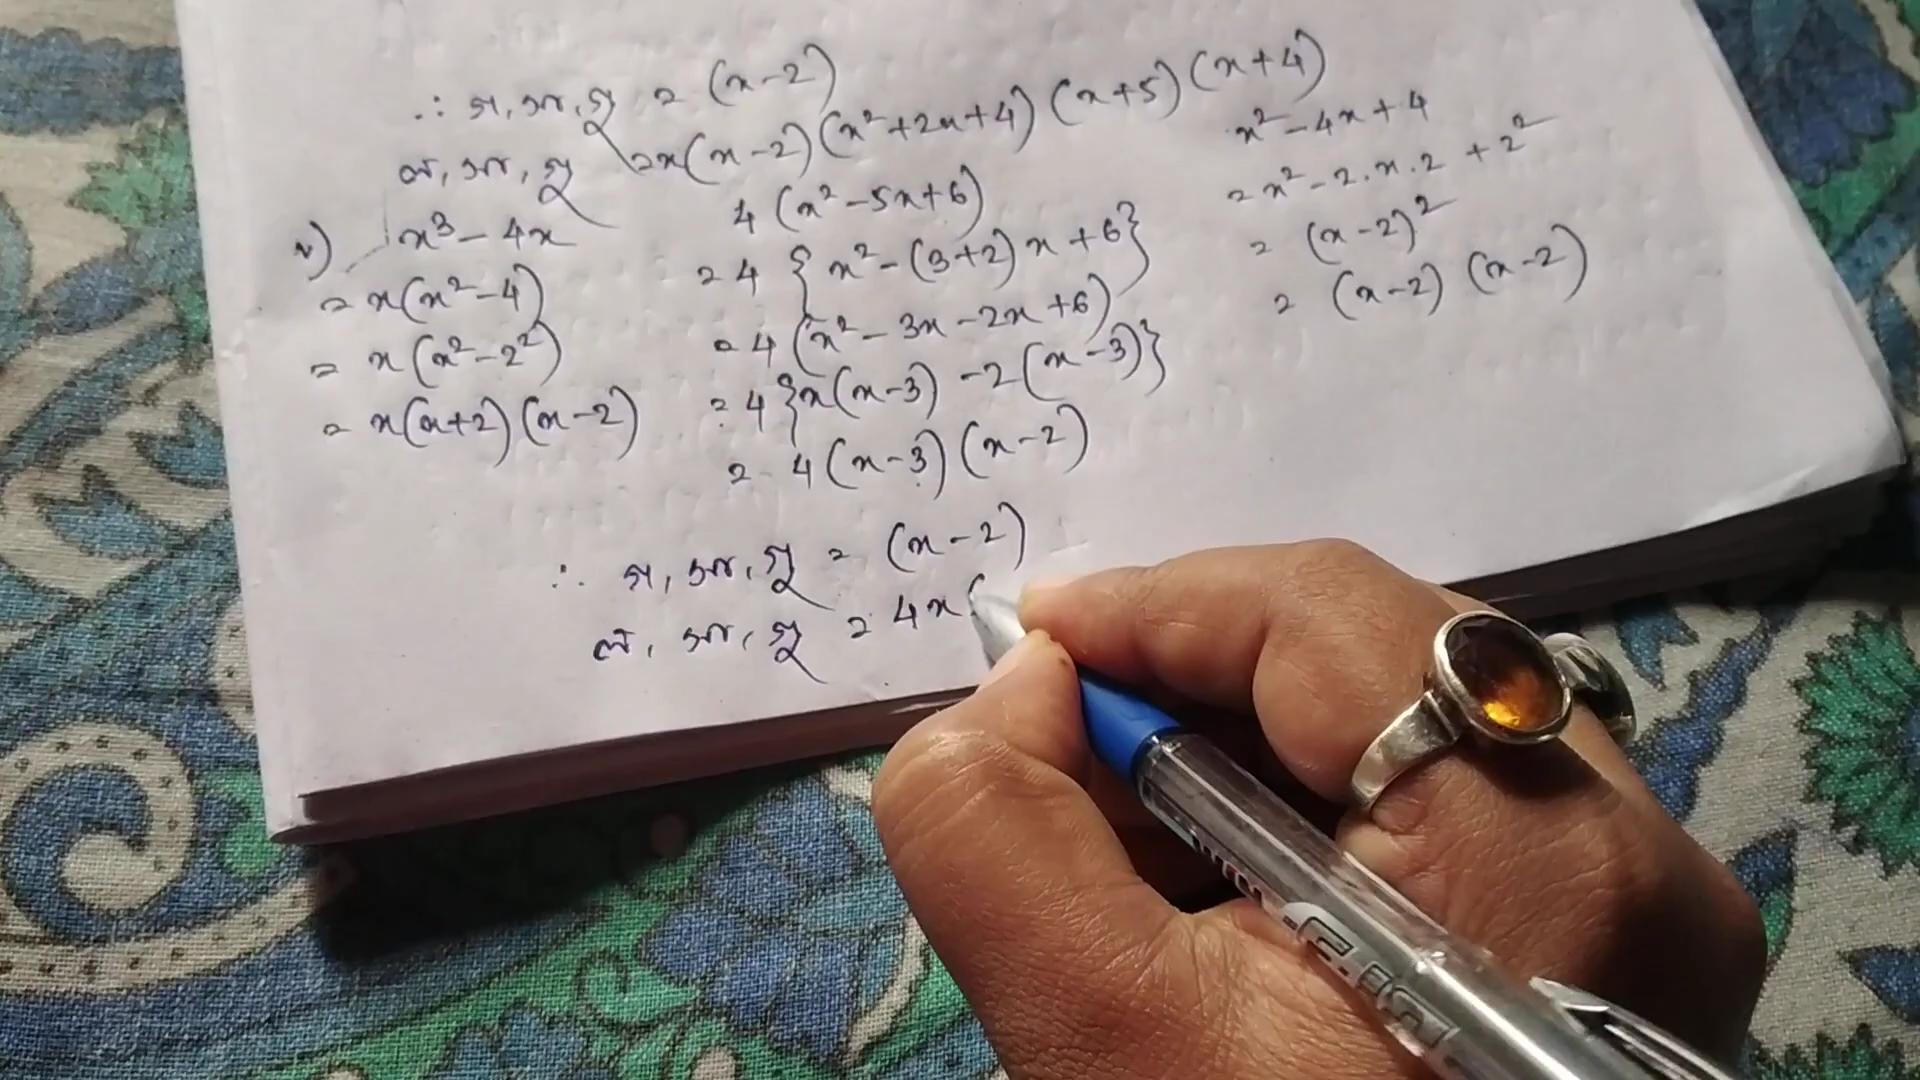 ∴ গ, সা, গু = (x-2)
ল, সা, গু = x(x-2)(x²+2x+4)(x+5)(x+4)
v) x³-4x
= x(x²-4)
= x(x²-2²)
= x(x+2)(x-2)
4(x²-5x+6)
= 4{x²-(3+2)x+6}
= 4(x²-3x-2x+6)
= 4{x(x-3)-2(x-3)}
= 4(x-3)(x-2)
x²-4x+4
= x²-2.x.2+2²
= (x-2)²
= (x-2)(x-2)
∴ গ, সা, গু = (x-2)
ল, সা, গু = 4x(